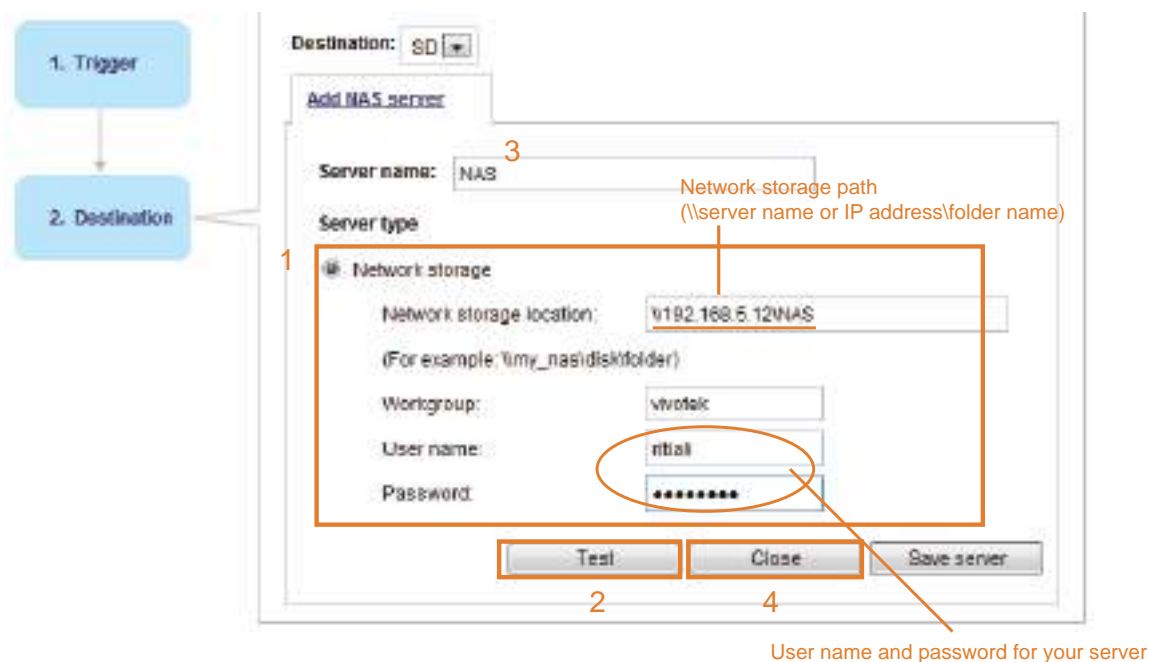 1. Trigger
2. Destination
Destination: SD
Add NAS server
3
Server name: NAS
Network storage path
(\\server name or IP address\folder name)
Server type
1
Network storage
Network storage location: \\192.168.5.12\NAS
(For example: \\my_nas\disk\folder)
Workgroup: vivotek
User name:
Password: ••••••••
Test Close Save server
2 4
User name and password for your server